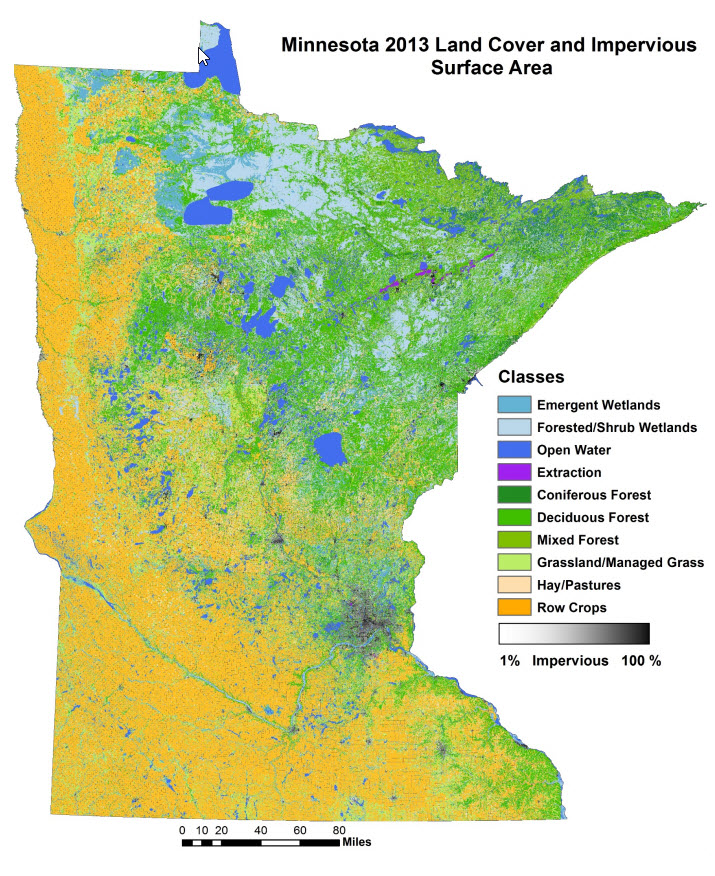 Minnesota 2013 Land Cover and Impervious
Surface Area
Classes
Emergent Wetlands
Forested/Shrub Wetlands
Open Water
Extraction
Coniferous Forest
Deciduous Forest
Mixed Forest
Grassland/Managed Grass
Hay/Pastures
Row Crops
1% Impervious 100 %
0 10 20 40 60 80
Miles